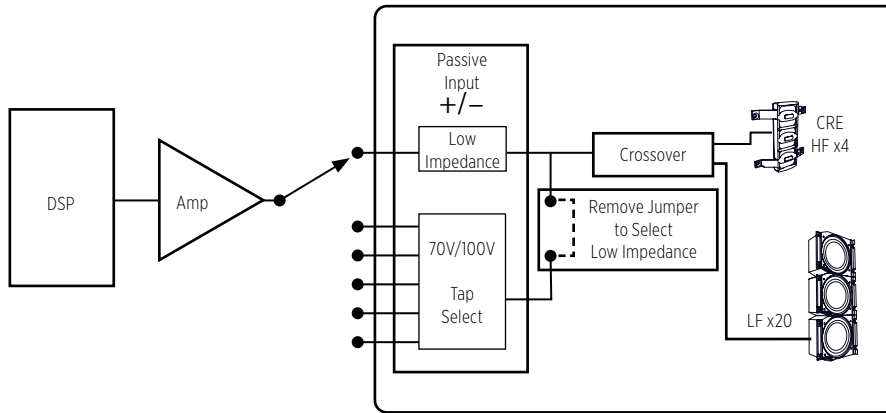 Passive
Input
+/−
CRE
HF x4
Low
Impedance
Crossover
DSP
Amp
Remove Jumper
to Select
Low Impedance
70V/100V
Tap
Select
LF x20